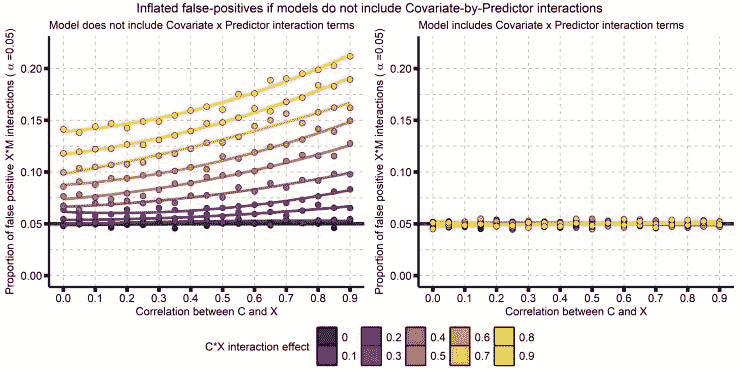 Inflated false-positives if models do not include Covariate-by-Predictor interactions
Model does not include Covariate x Predictor interaction terms
Proportion of false positive X*M interactions ( α =0.05)
0.20
0.15
0.10
0.05
0.00
0.0 0.1 0.2 0.3 0.4 0.5 0.6 0.7 0.8 0.9
Correlation between C and X
Model includes Covariate x Predictor interaction terms
Proportion of false positive X*M interactions ( α =0.05)
0.20
0.15
0.10
0.05
0.00
0.0 0.1 0.2 0.3 0.4 0.5 0.6 0.7 0.8 0.9
Correlation between C and X
C*X interaction effect
0 0.2 0.4 0.6 0.8
0.1 0.3 0.5 0.7 0.9